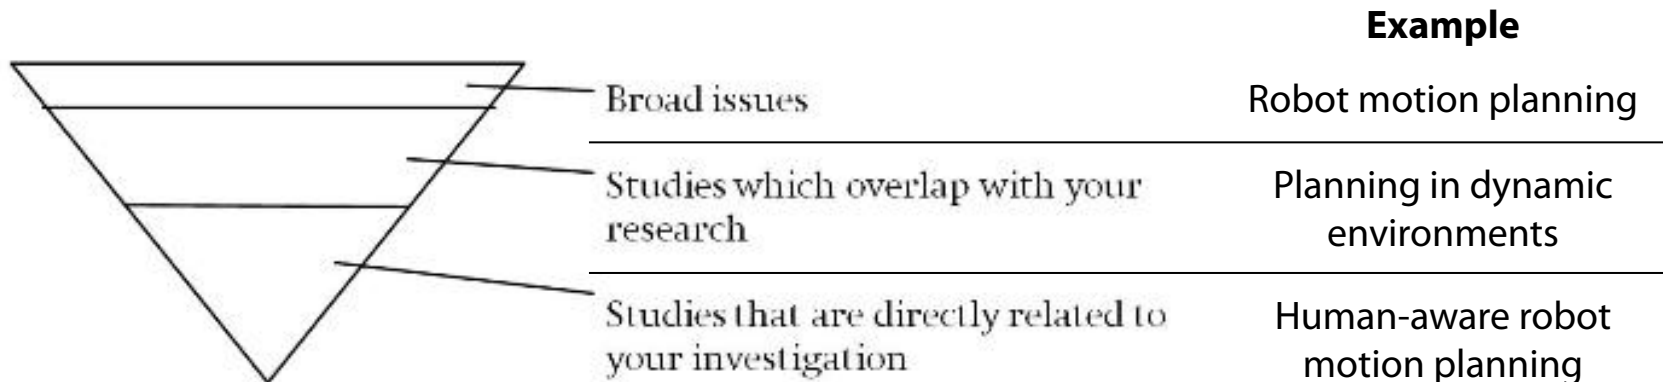 Example
Broad issues
Robot motion planning
Studies which overlap with your
research
Planning in dynamic
environments
Studies that are directly related to
your investigation
Human-aware robot
motion planning